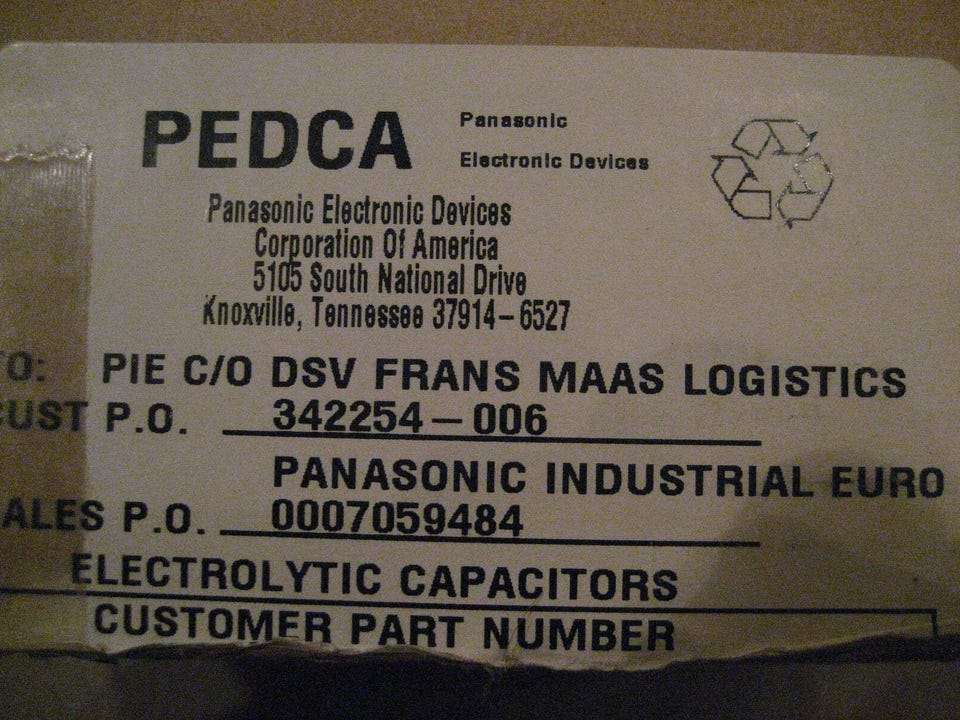 PEDCA Panasonic
Electronic Devices
Panasonic Electronic Devices
Corporation Of America
5105 South National Drive
Knoxville, Tennessee 37914-6527
TO: PIE C/O DSV FRANS MAAS LOGISTICS
CUST P.O. 342254-006
PANASONIC INDUSTRIAL EURO
ALES P.O. 0007059484
ELECTROLYTIC CAPACITORS
CUSTOMER PART NUMBER